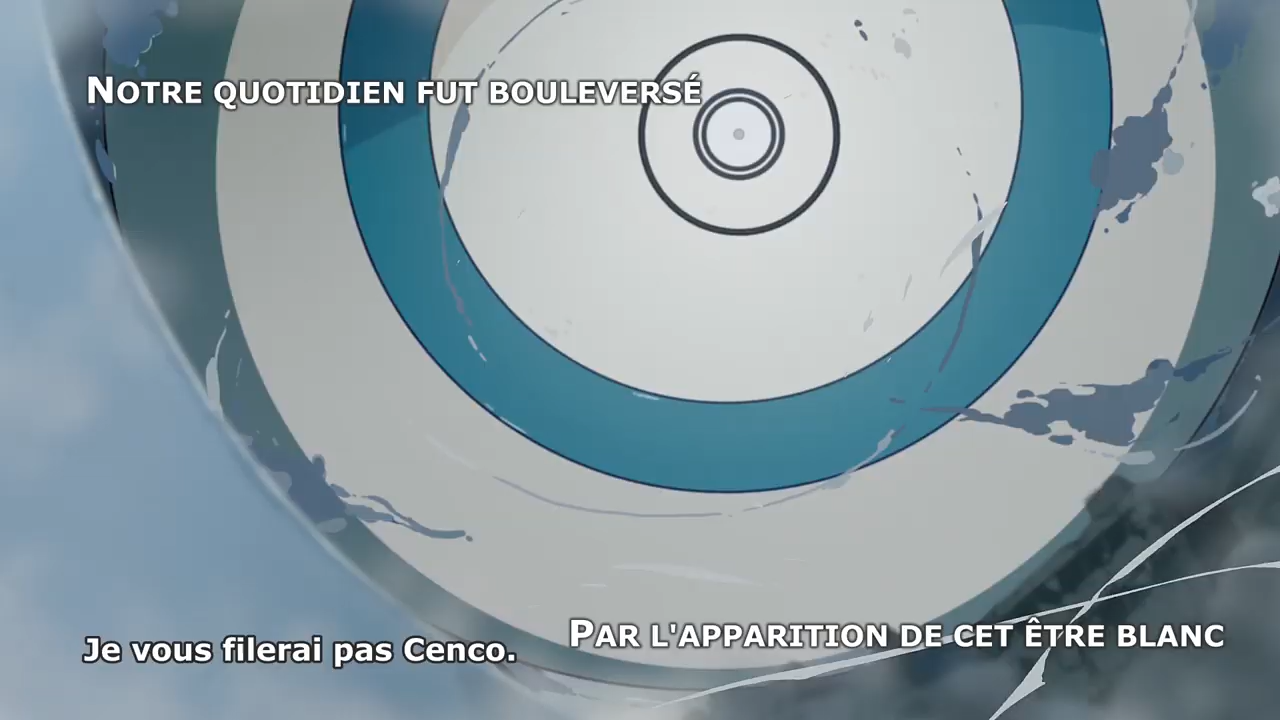 NOTRE QUOTIDIEN FUT BOULEVERSÉ
PAR L'APPARITION DE CET ÊTRE BLANC
Je vous filerai pas Cenco.